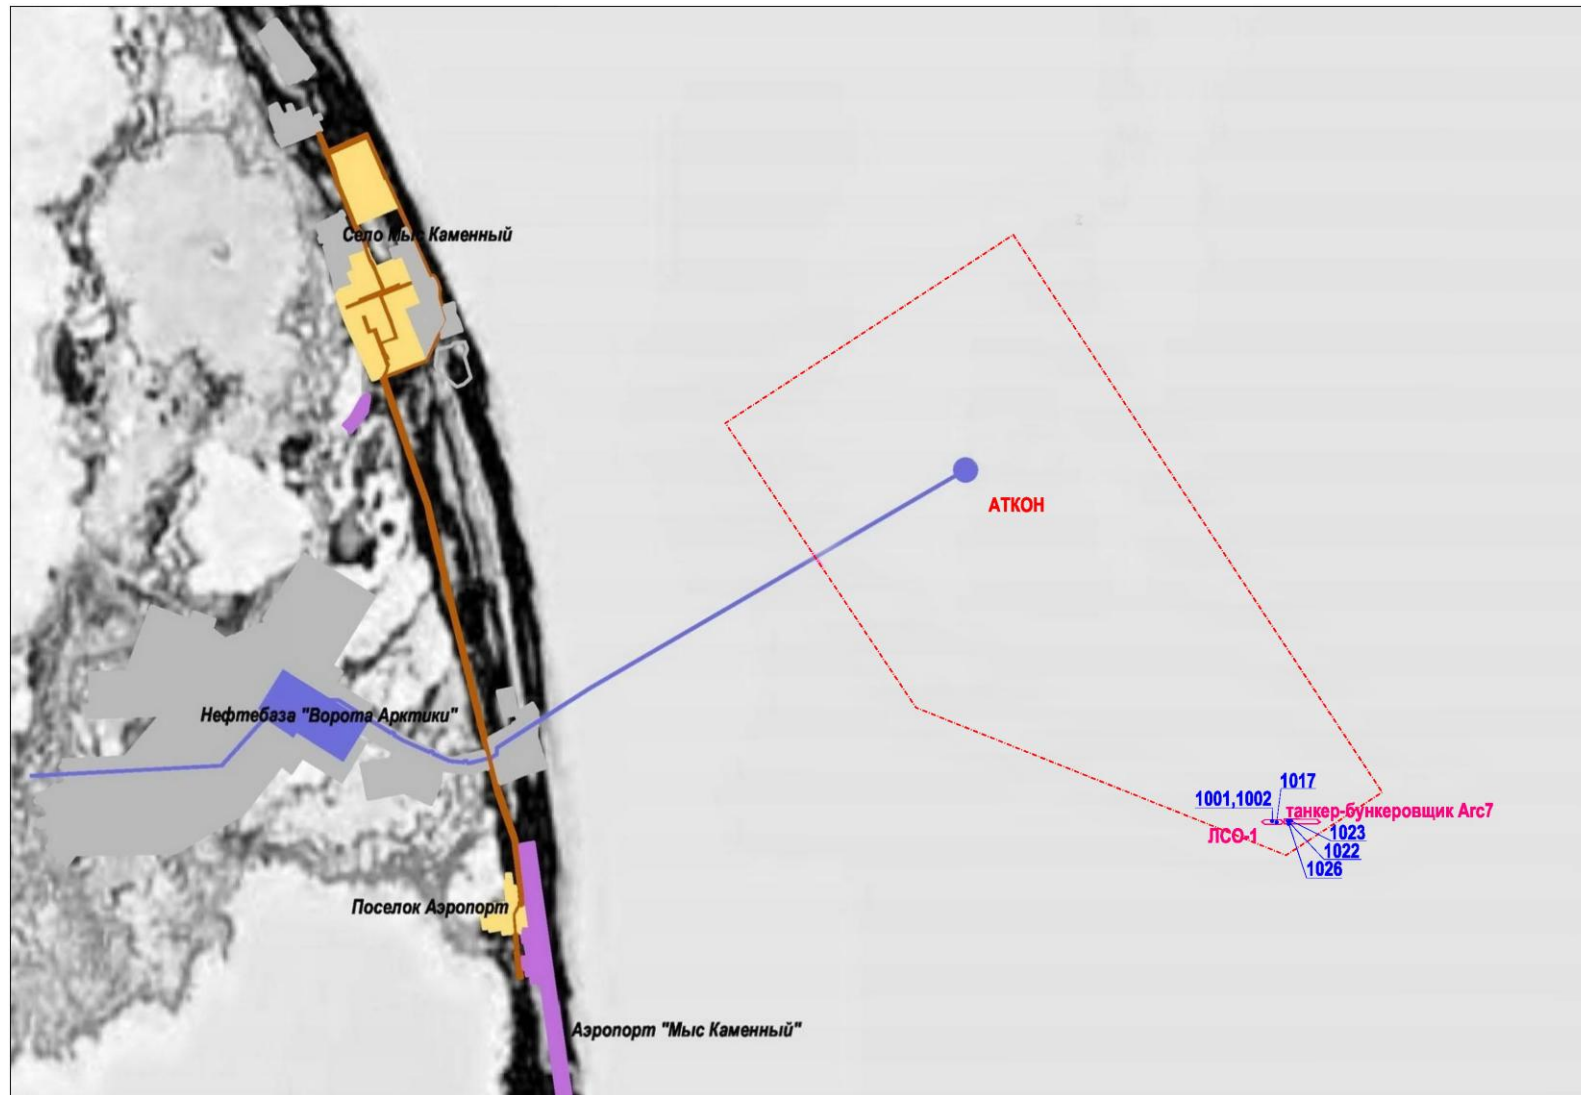 Село Мыс Каменный
АТКОН
Нефтебаза "Ворота Арктики"
1017
1001,1002
танкер-бункеровщик Arc7
ЛСО-1
1023
1022
1026
Поселок Аэропорт
Аэропорт "Мыс Каменный"